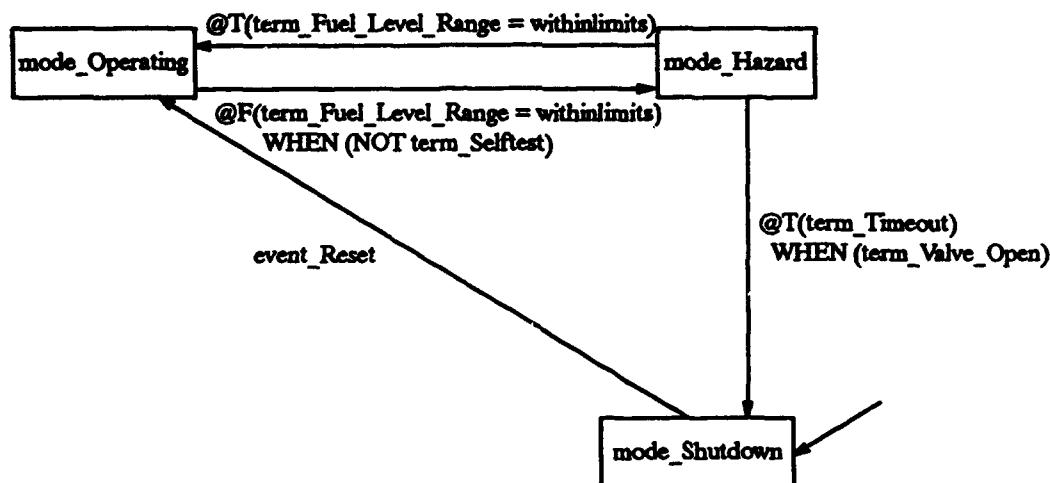 @T(term_Fuel_Level_Range = withinlimits)
mode_Operating
mode_Hazard
@F(term_Fuel_Level_Range = withinlimits)
WHEN (NOT term_Selftest)
@T(term_Timeout)
WHEN (term_Valve_Open)
event_Reset
mode_Shutdown